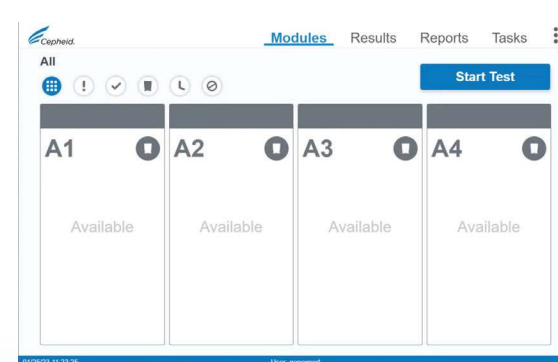 Cepheid.
Modules Results Reports Tasks
All
Start Test
A1 A2 A3 A4
Available Available Available Available